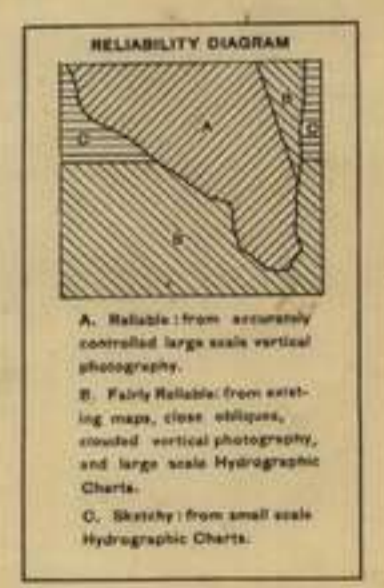 RELIABILITY DIAGRAM
B
A
C
C
B
A. Reliable: from accurately
controlled large scale vertical
photography.
B. Fairly Reliable: from exist-
ing maps, close obliques,
clouded vertical photography,
and large scale Hydrographic
Charts.
C. Sketchy: from small scale
Hydrographic Charts.